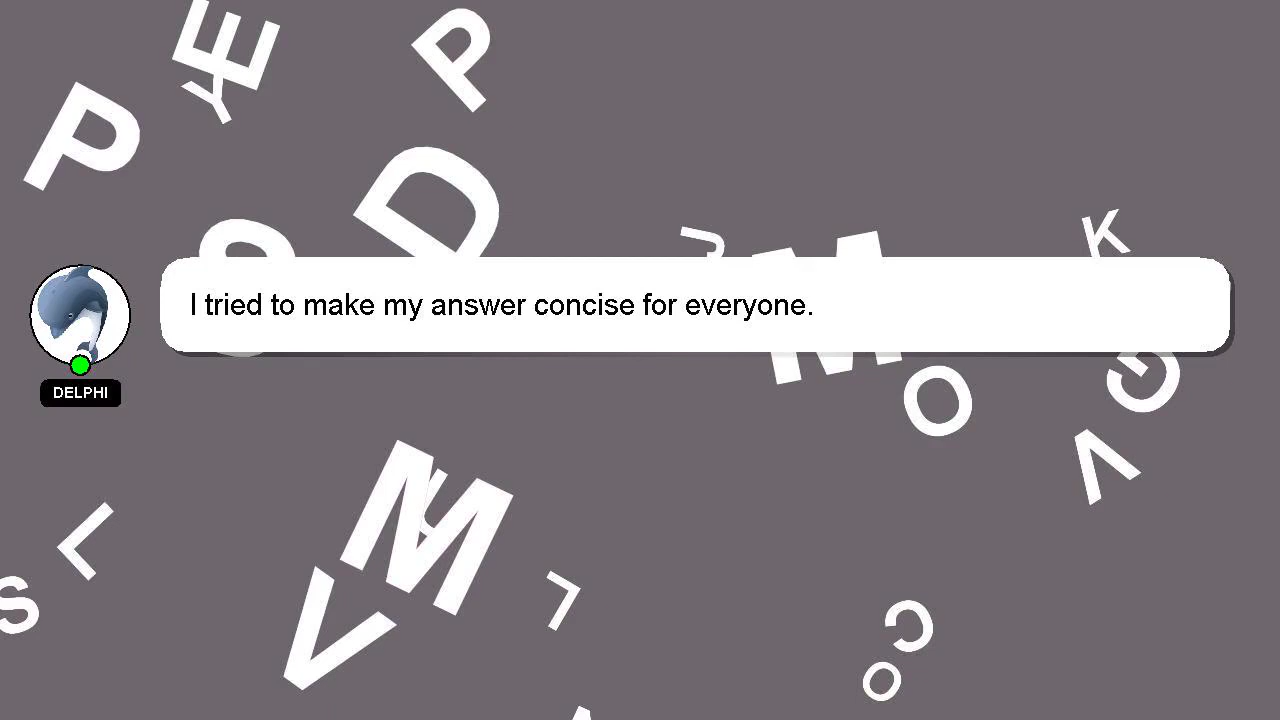 I tried to make my answer concise for everyone.
DELPHI
P
E
Y
P
D
J
M
K
O
G
V
L
S
M
V
L
C
O